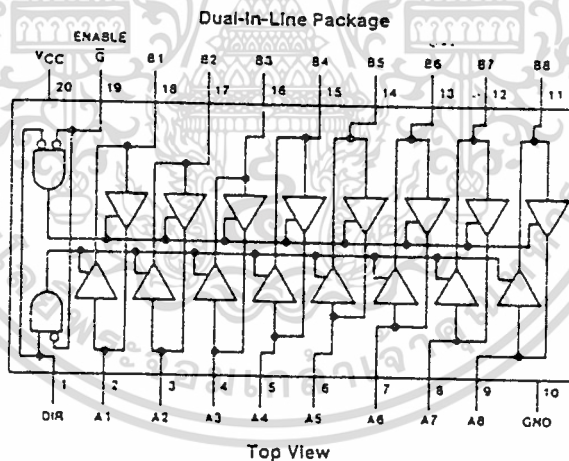 Dual-In-Line Package
ENABLE
VCC G B1 B2 B3 B4 B5 B6 B7 B8
20 19 18 17 16 15 14 13 12 11
1 2 3 4 5 6 7 8 9 10
DIR A1 A2 A3 A4 A5 A6 A7 A8 GND
Top View